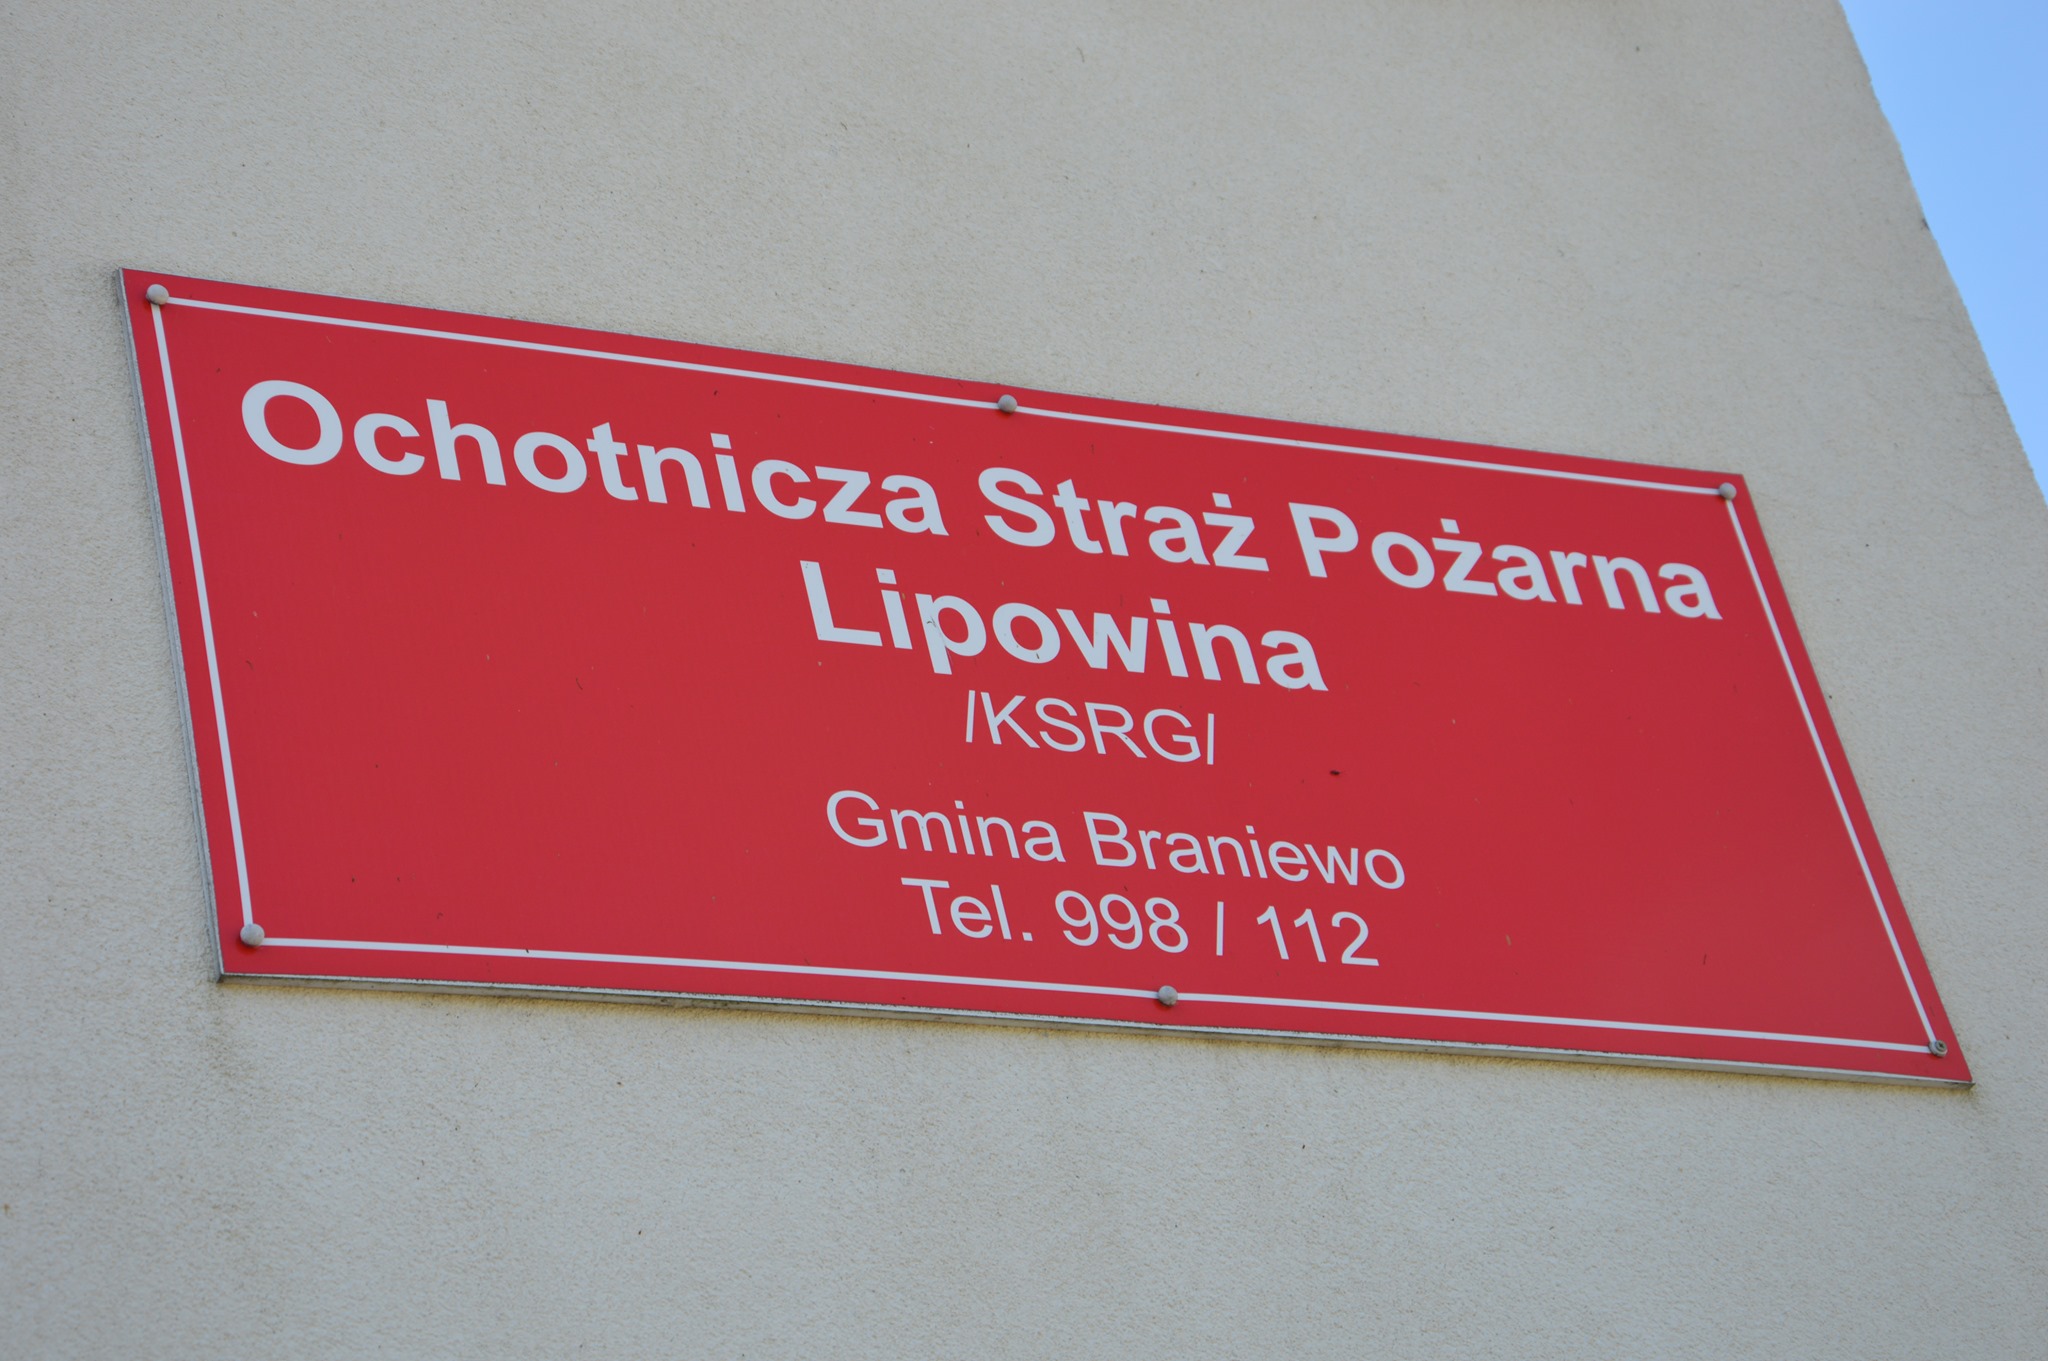 Ochotnicza Straż Pożarna
Lipowina
/KSRG/
Gmina Braniewo
Tel. 998 / 112